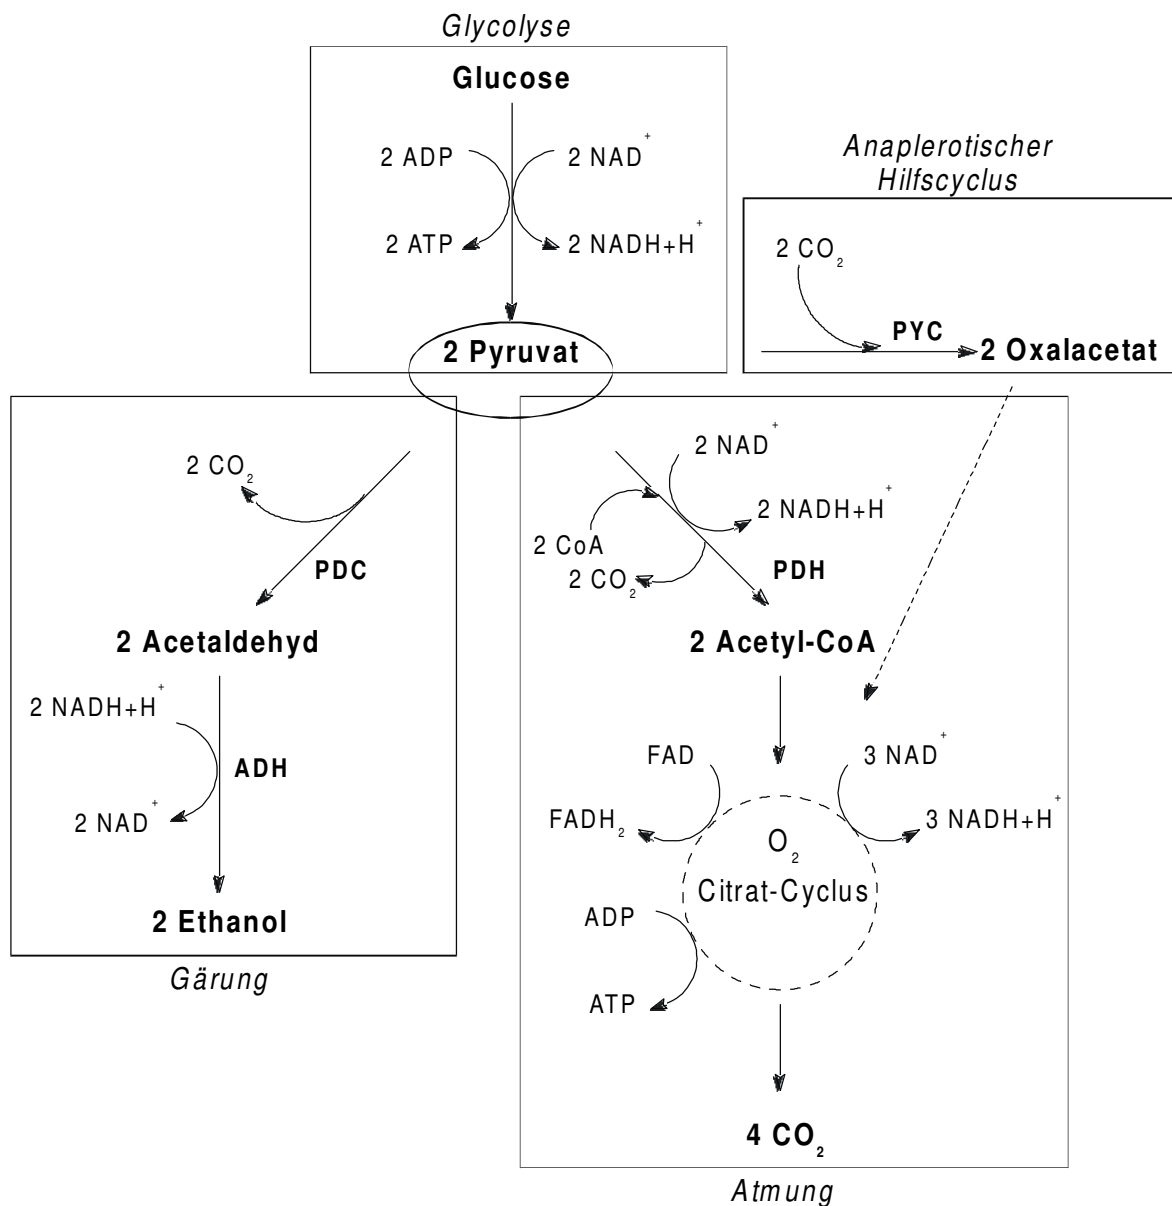 Glycolyse
Glucose
2 ADP
2 NAD⁺
2 ATP
2 NADH+H⁺
2 Pyruvat
Anaplerotischer
Hilfscyclus
2 CO₂
PYC
2 Oxalacetat
2 CO₂
PDC
2 Acetaldehyd
2 NADH+H⁺
ADH
2 NAD⁺
2 Ethanol
Gärung
2 NAD⁺
2 NADH+H⁺
2 CoA
2 CO₂
PDH
2 Acetyl-CoA
FAD
3 NAD⁺
FADH₂
3 NADH+H⁺
O₂
Citrat-Cyclus
ADP
ATP
4 CO₂
Atmung